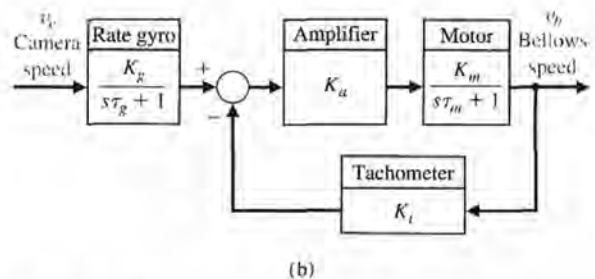 v_c
Camera
speed
Rate gyro
K_g
sτ_g + 1
+
−
Amplifier
K_a
Motor
K_m
sτ_m + 1
v_b
Bellows
speed
Tachometer
K_t
(b)